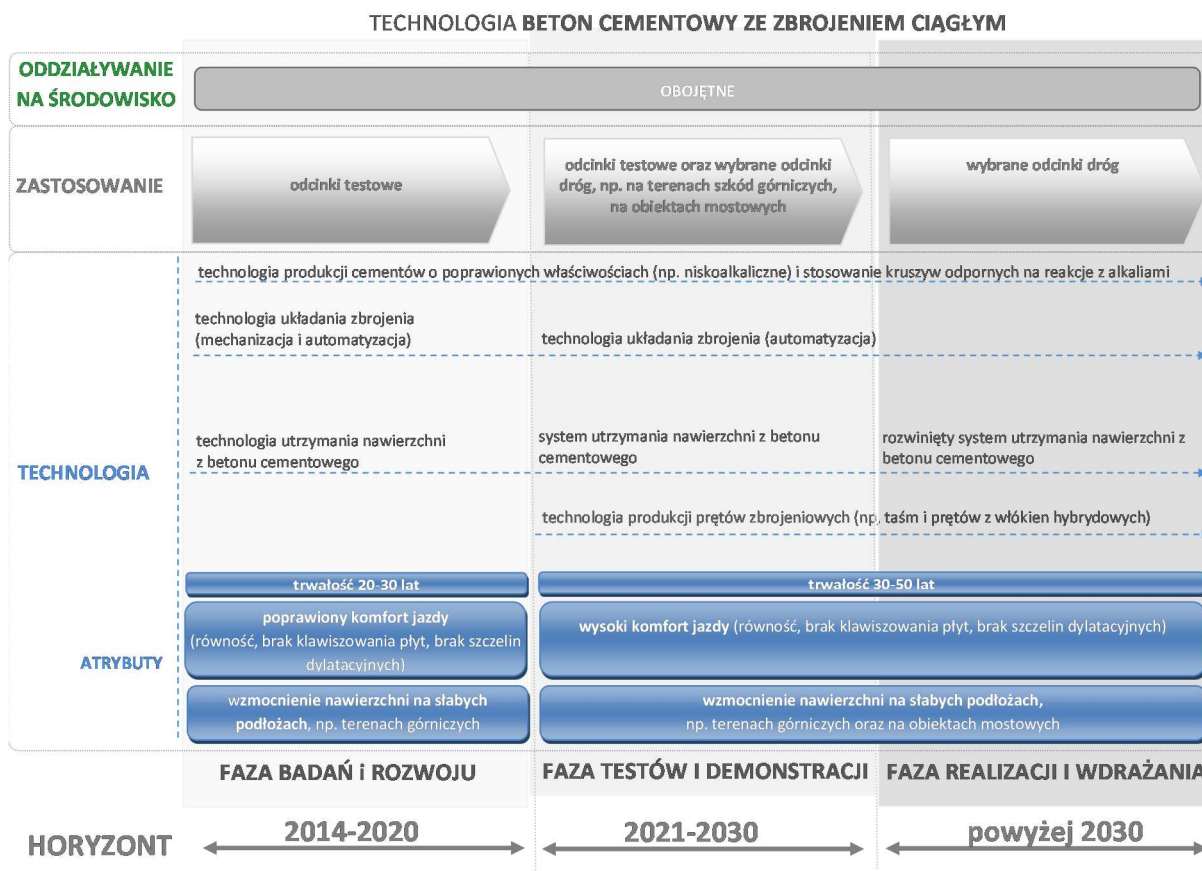 TECHNOLOGIA BETON CEMENTOWY ZE ZBROJENIEM CIĄGŁYM
ODDZIAŁYWANIE
NA ŚRODOWISKO
OBOJĘTNE
ZASTOSOWANIE
odcinki testowe
odcinki testowe oraz wybrane odcinki
dróg, np. na terenach szkód górniczych,
na obiektach mostowych
wybrane odcinki dróg
technologia produkcji cementów o poprawionych właściwościach (np. niskoalkaliczne) i stosowanie kruszyw odpornych na reakcje z alkaliami
technologia układania zbrojenia
(mechanizacja i automatyzacja)
technologia układania zbrojenia (automatyzacja)
TECHNOLOGIA
technologia utrzymania nawierzchni
z betonu cementowego
system utrzymania nawierzchni z betonu
cementowego
rozwinięty system utrzymania nawierzchni z
betonu cementowego
technologia produkcji prętów zbrojeniowych (np. taśm i prętów z włókien hybrydowych)
ATRYBUTY
trwałość 20-30 lat
trwałość 30-50 lat
poprawiony komfort jazdy
(równość, brak klawiszowania płyt, brak szczelin
dylatacyjnych)
wysoki komfort jazdy (równość, brak klawiszowania płyt, brak szczelin dylatacyjnych)
wzmocnienie nawierzchni na słabych
podłożach, np. terenach górniczych
wzmocnienie nawierzchni na słabych podłożach,
np. terenach górniczych oraz na obiektach mostowych
FAZA BADAŃ i ROZWOJU
FAZA TESTÓW I DEMONSTRACJI
FAZA REALIZACJI I WDRAŻANIA
HORYZONT
2014-2020
2021-2030
powyżej 2030